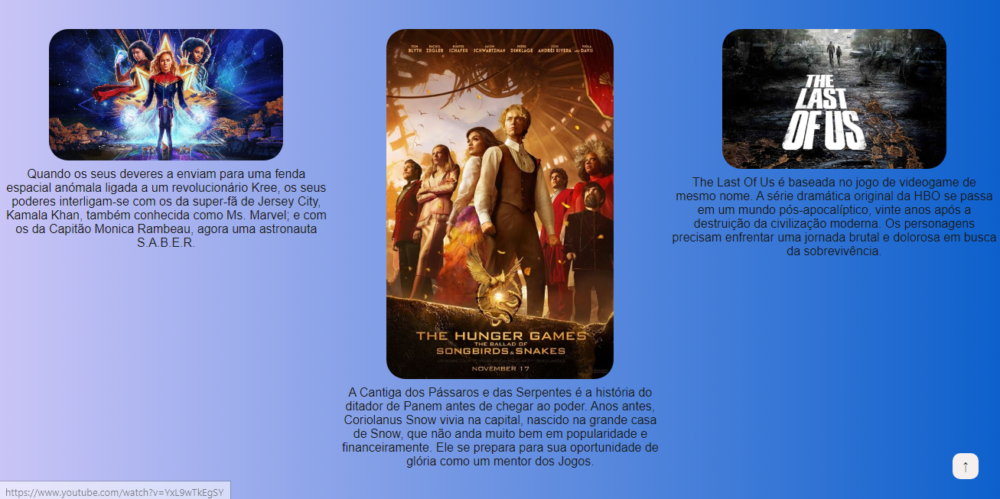 Quando os seus deveres a enviam para uma fenda
espacial anómala ligada a um revolucionário Kree, os seus
poderes interligam-se com os da super-fã de Jersey City,
Kamala Khan, também conhecida como Ms. Marvel; e com
os da Capitão Monica Rambeau, agora uma astronauta
S.A.B.E.R.
TOM BLYTH RACHEL ZEGLER HUNTER SCHAFER JASON SCHWARTZMAN PETER DINKLAGE JOSH ANDRÉS RIVERA AND VIOLA DAVIS
THE HUNGER GAMES
THE BALLAD OF
SONGBIRDS & SNAKES
NOVEMBER 17
A Cantiga dos Pássaros e das Serpentes é a história do
ditador de Panem antes de chegar ao poder. Anos antes,
Coriolanus Snow vivia na capital, nascido na grande casa
de Snow, que não anda muito bem em popularidade e
financeiramente. Ele se prepara para sua oportunidade de
glória como um mentor dos Jogos.
THE
LAST
OF US
The Last Of Us é baseada no jogo de videogame de
mesmo nome. A série dramática original da HBO se passa
em um mundo pós-apocalíptico, vinte anos após a
destruição da civilização moderna. Os personagens
precisam enfrentar uma jornada brutal e dolorosa em busca
da sobrevivência.
↑
https://www.youtube.com/watch?v=YxL9wTkEgSY